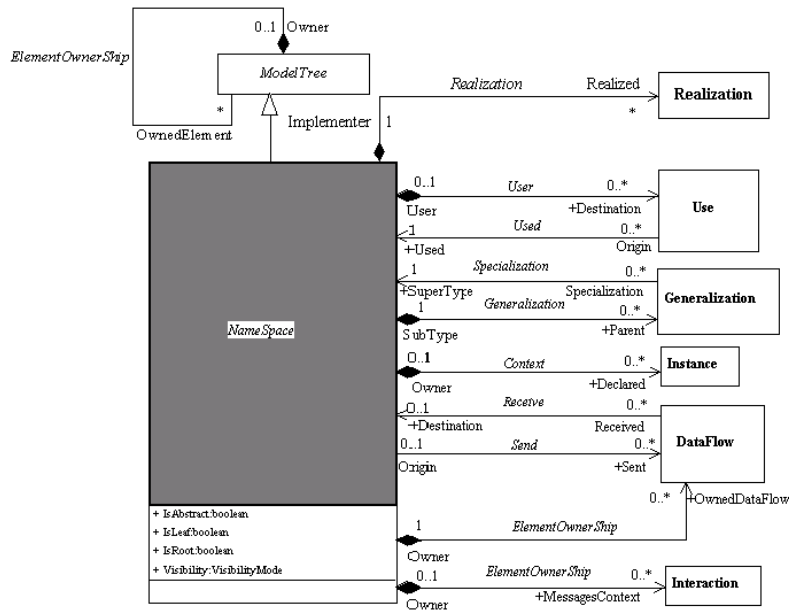 0..1 Owner
ElementOwnerShip
ModelTree
*
OwnedElement
Implementer
1
Realization
Realized
*
Realization
0..1
User
0..*
User
+Destination
Use
1
Used
0..*
+Used
Origin
1
Specialization
0..*
+SuperType
Specialization
Generalization
1
Generalization
0..*
SubType
+Parent
NameSpace
0..1
Context
0..*
Owner
+Declared
Instance
0..1
Receive
0..*
+Destination
Received
DataFlow
0..1
Send
0..*
Origin
+Sent
0..*
+OwnedDataFlow
+ IsAbstract:boolean
+ IsLeaf:boolean
+ IsRoot:boolean
+ Visibility:VisibilityMode
1
ElementOwnerShip
Owner
0..1
ElementOwnerShip
0..*
Owner
+MessagesContext
Interaction